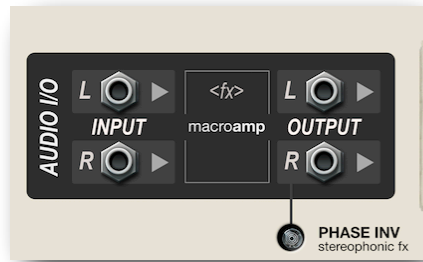 AUDIO I/O
L
INPUT
R
<fx>
macroamp
L
OUTPUT
R
PHASE INV
stereophonic fx